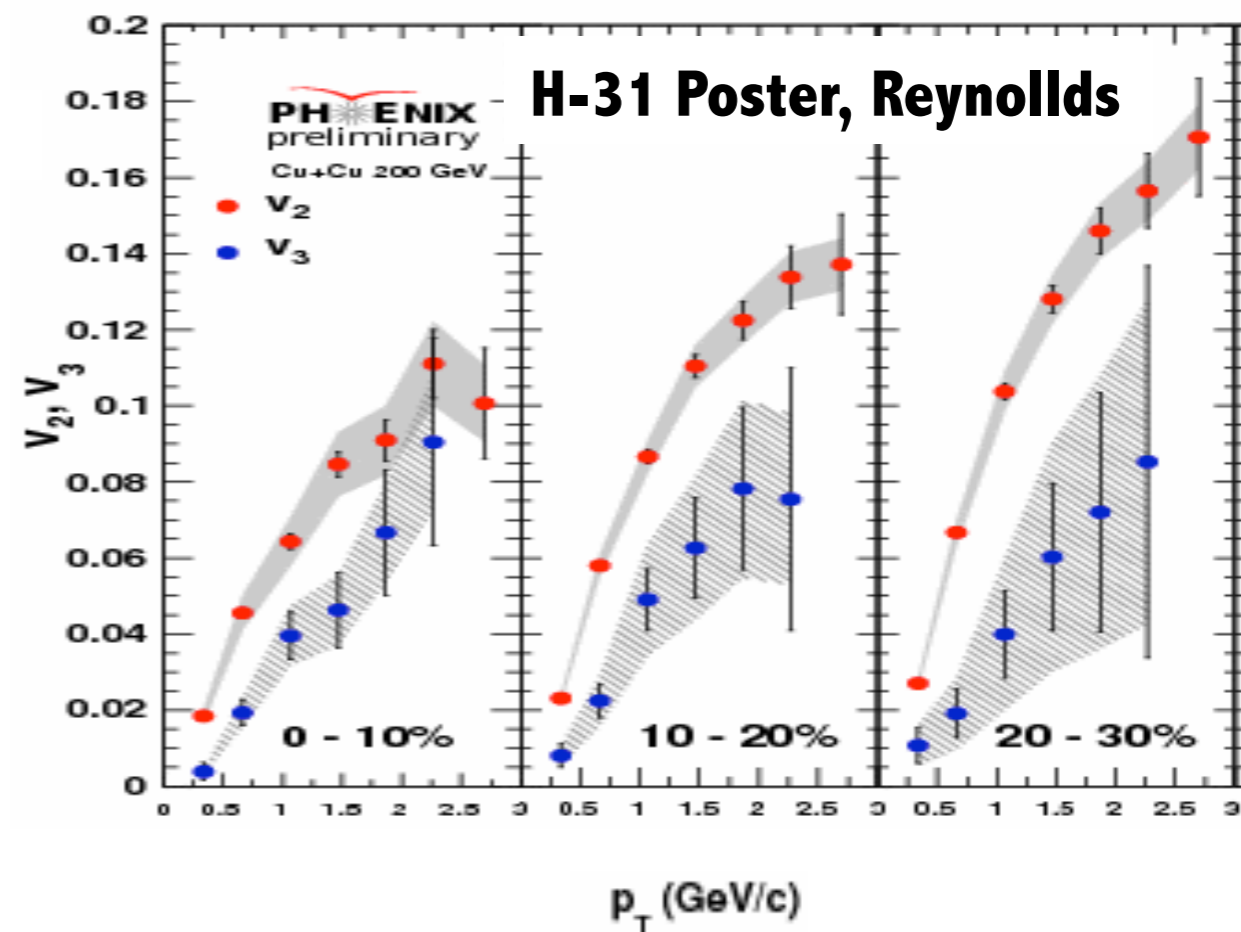 0.2
0.18
0.16
0.14
0.12
0.1
0.08
0.06
0.04
0.02
0
V2, V3
H-31 Poster, Reynollds
PHENIX
preliminary
Cu+Cu 200 GeV
v2
v3
0 - 10%
10 - 20%
20 - 30%
0 0.5 1 1.5 2 2.5 3 0.5 1 1.5 2 2.5 3 0.5 1 1.5 2 2.5 3
pT (GeV/c)